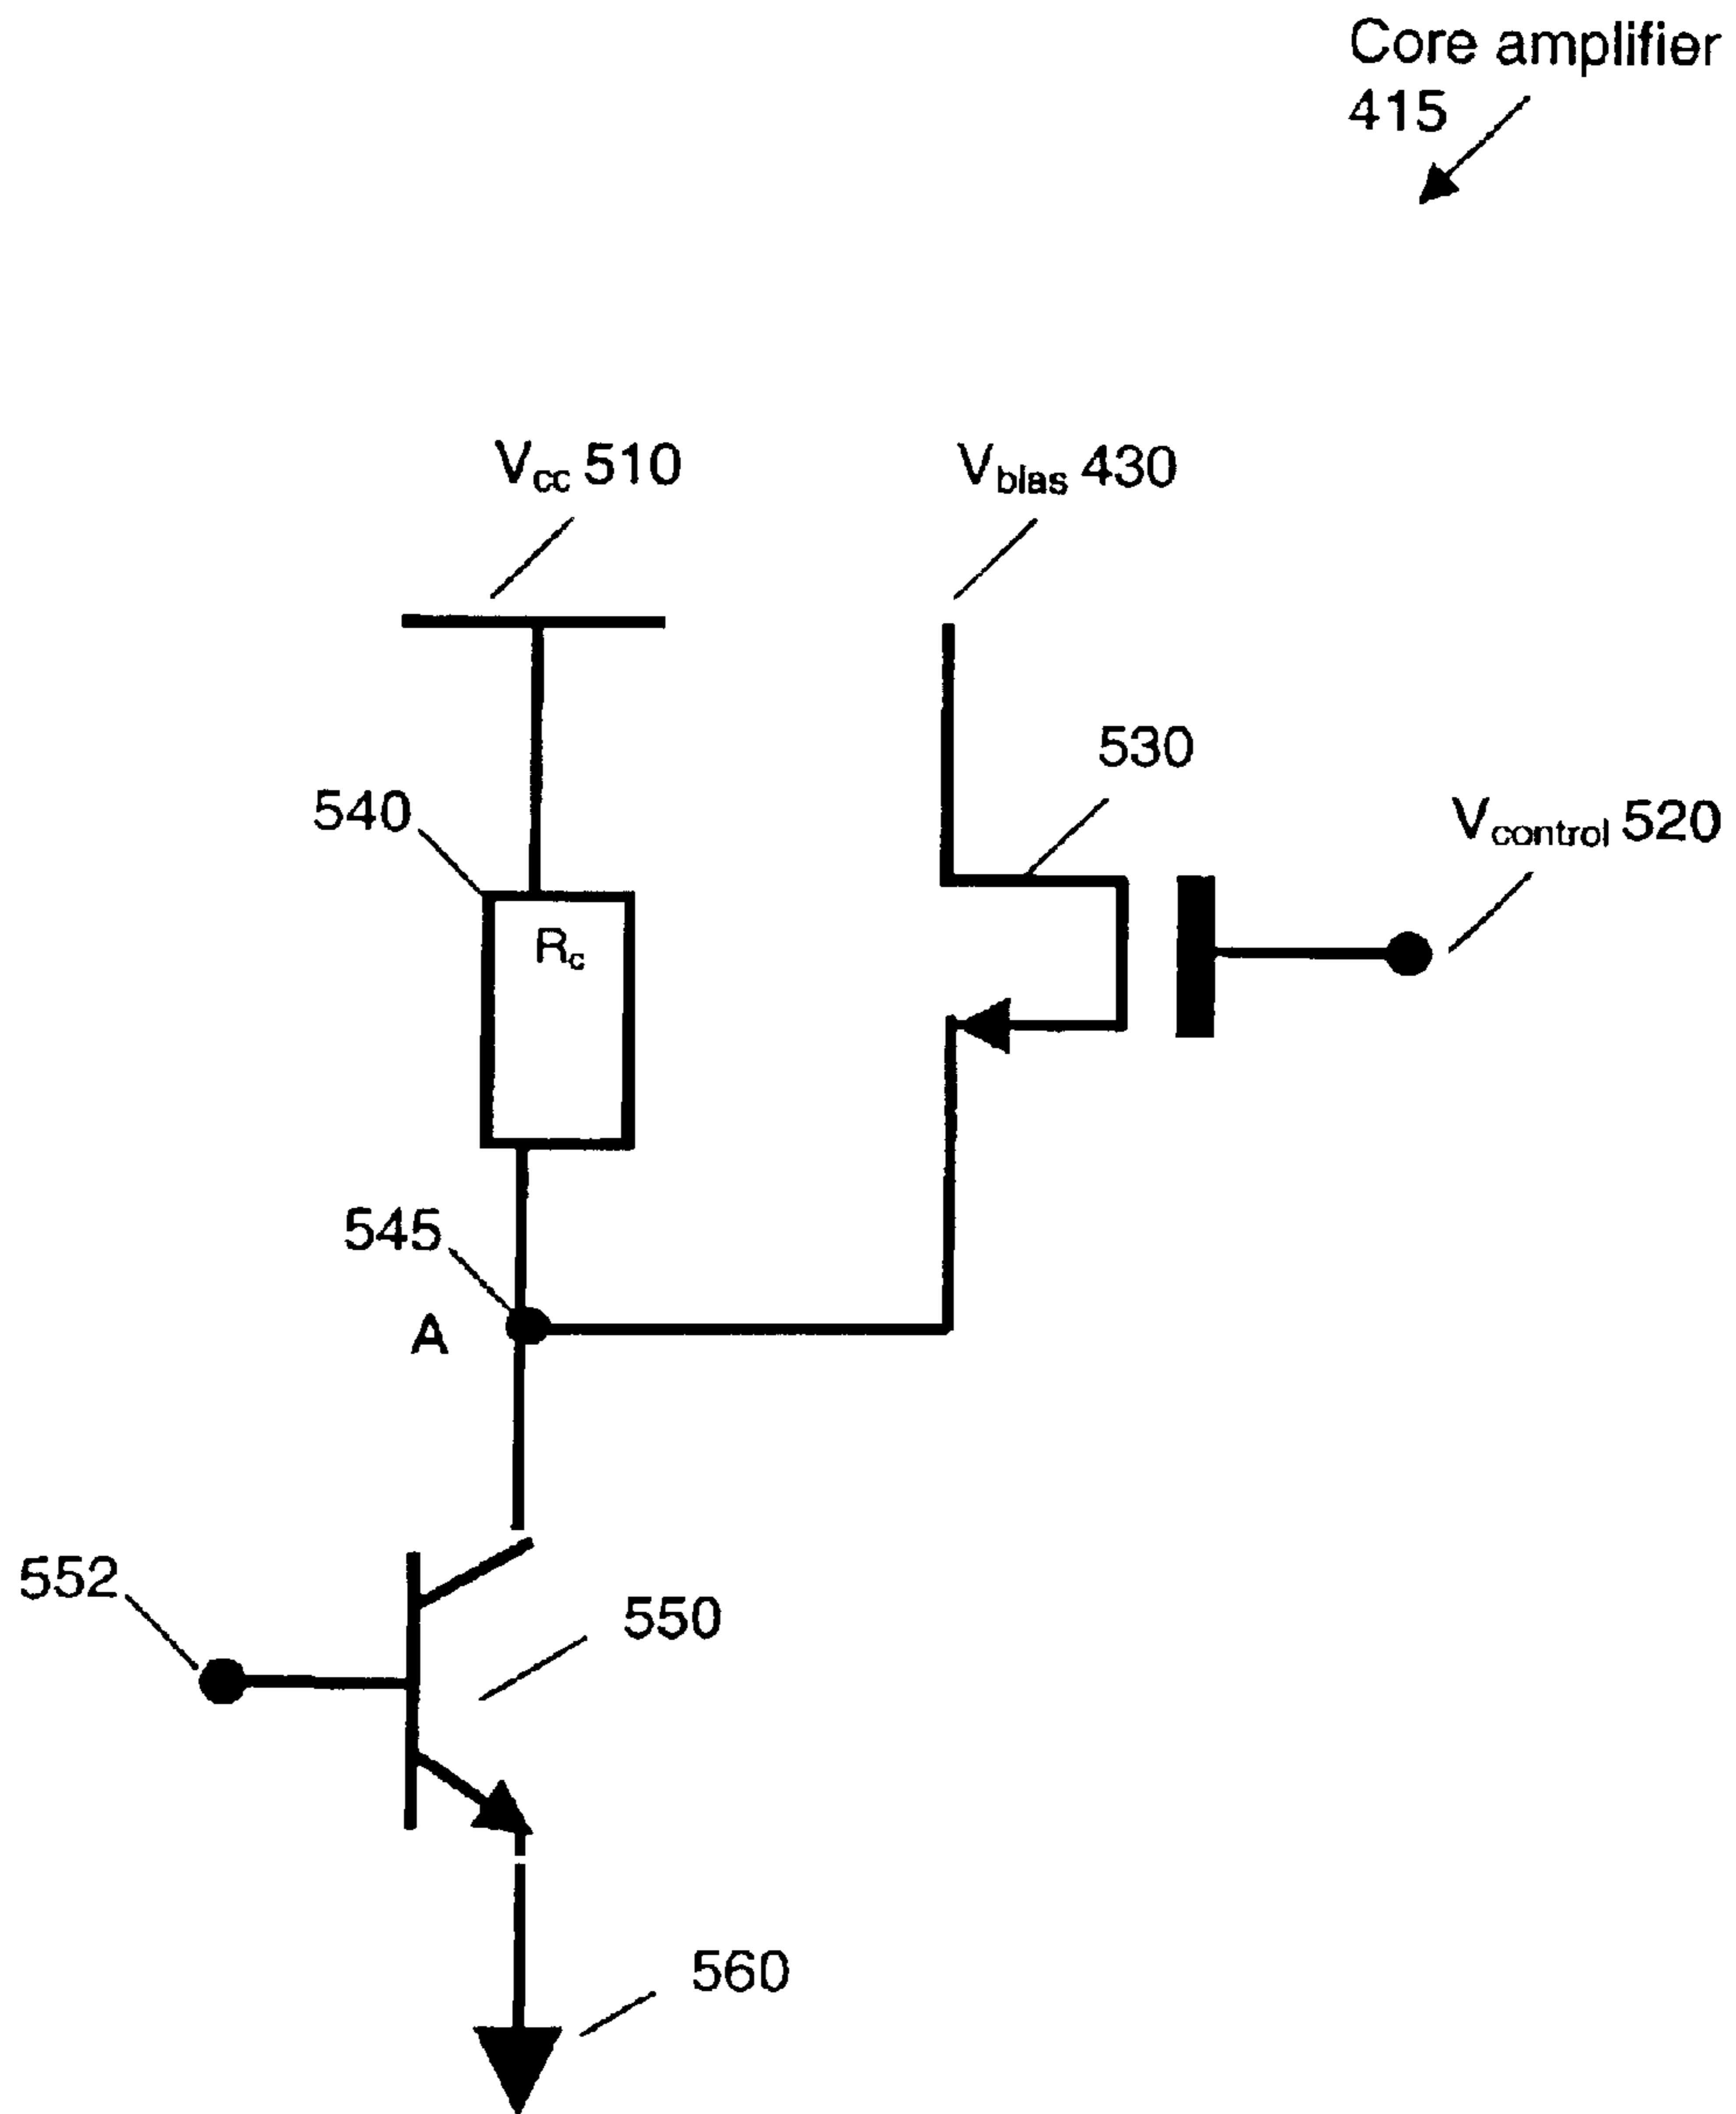 Core amplifier
415
Vcc 510
Vbias 430
530
540
Vcontrol 520
Rc
545
A
552
550
560